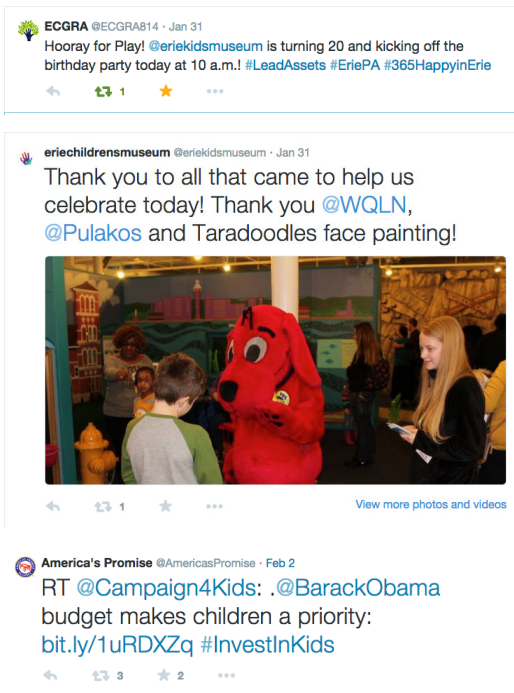 ECGRA @ECGRA814 · Jan 31
Hooray for Play! @eriekidsmuseum is turning 20 and kicking off the
birthday party today at 10 a.m.! #LeadAssets #EriePA #365HappyinErie
1
eriechildrensmuseum @eriekidsmuseum · Jan 31
Thank you to all that came to help us
celebrate today! Thank you @WQLN,
@Pulakos and Taradoodles face painting!
1
View more photos and videos
America's Promise @AmericasPromise · Feb 2
RT @Campaign4Kids: .@BarackObama
budget makes children a priority:
bit.ly/1uRDXZq #InvestInKids
3 2